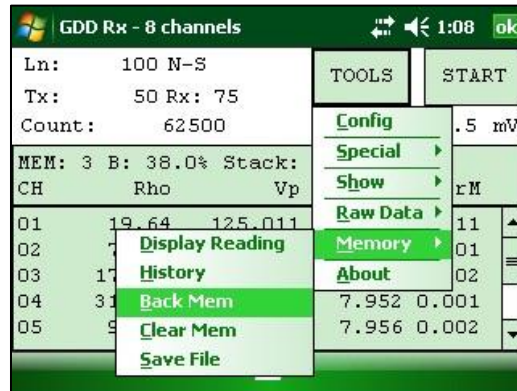 GDD Rx - 8 channels 1:08 ok
Ln: 100 N-S
Tx: 50 Rx: 75
Count: 62500
TOOLS START
.5 mV
MEM: 3 B: 38.0% Stack:
CH Rho Vp rM
01 19.64 125.011 11
02 01
03 17 02
04 31 7.952 0.001
05 9 7.956 0.002
Config
Special
Show
Raw Data
Memory
About
Display Reading
History
Back Mem
Clear Mem
Save File